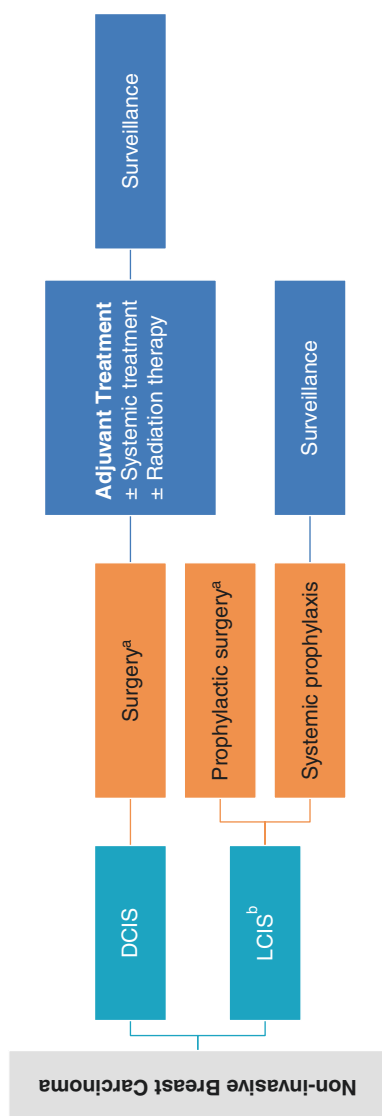 Non-invasive Breast Carcinoma
DCIS
Surgeryᵃ
Adjuvant Treatment
± Systemic treatment
± Radiation therapy
Surveillance
LCISᵇ
Prophylactic surgeryᵃ
Systemic prophylaxis
Surveillance